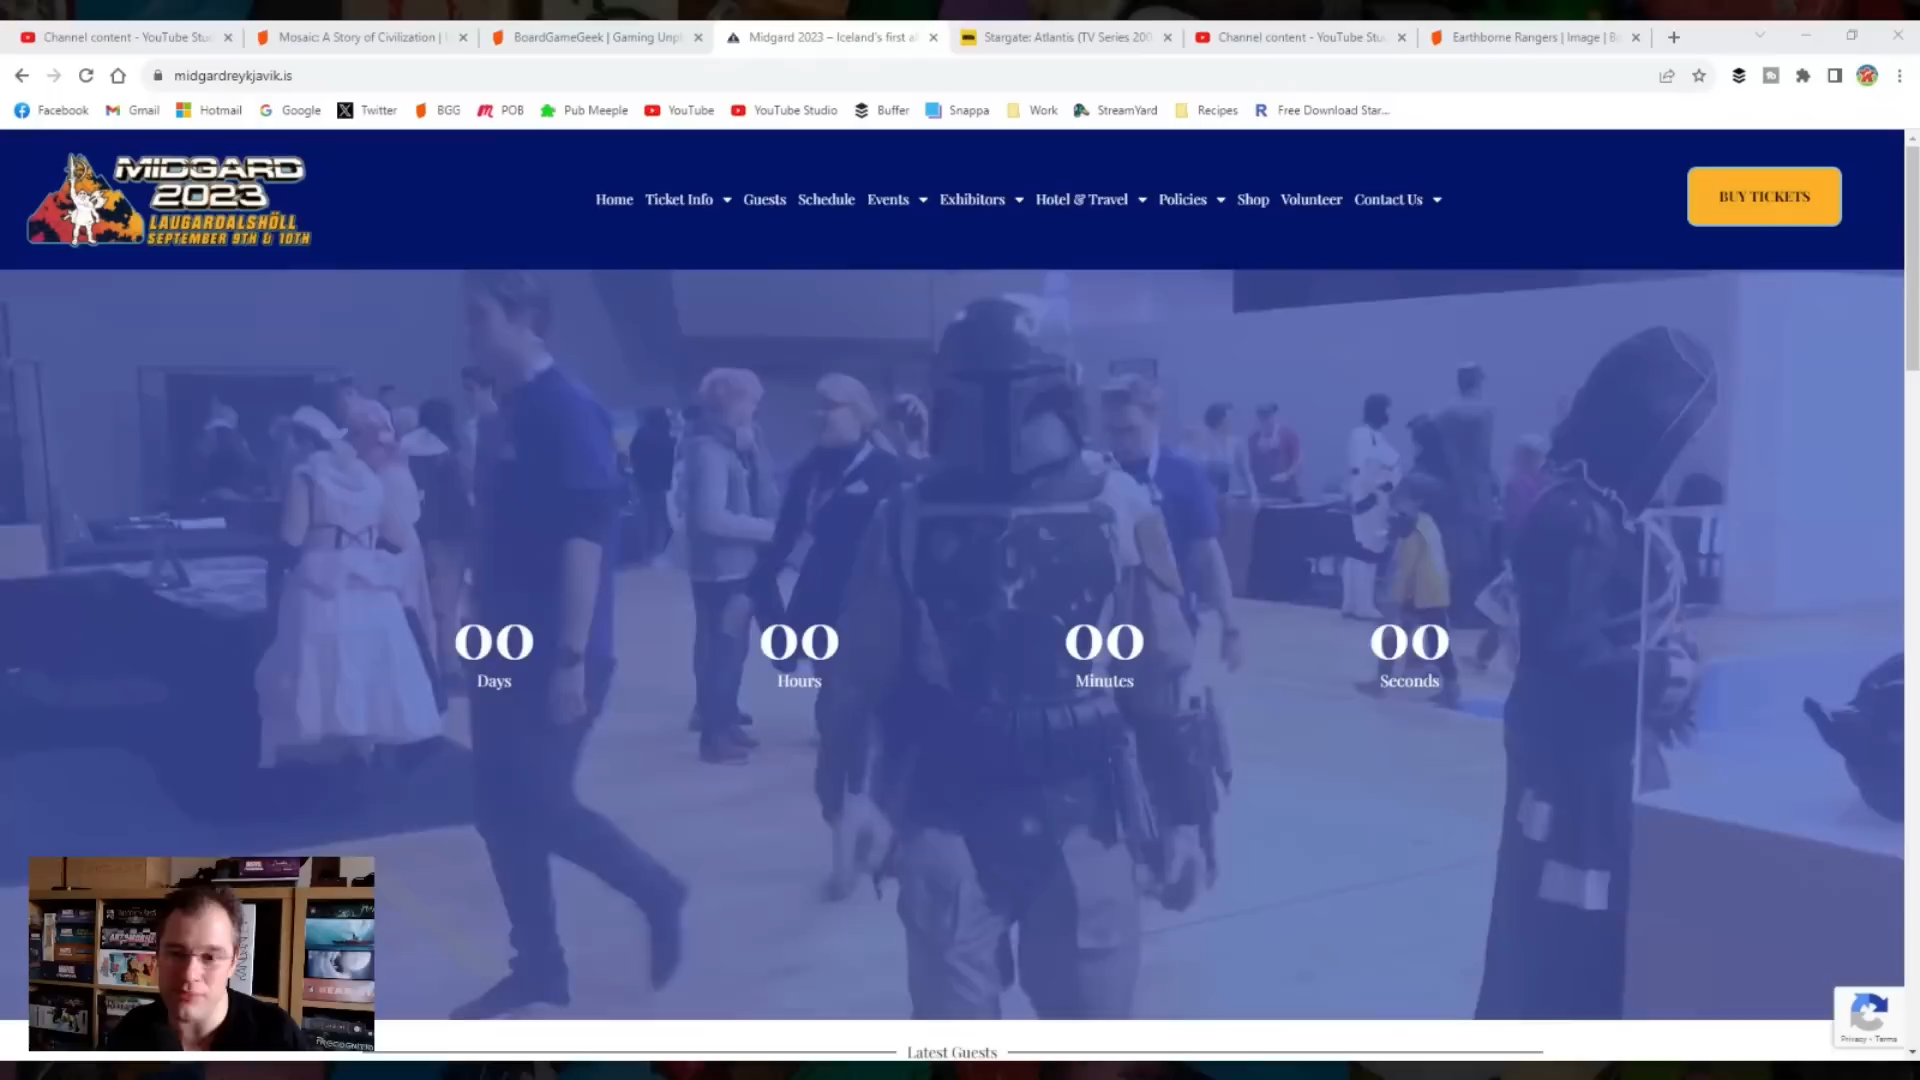 Channel content - YouTube Stu
Mosaic: A Story of Civilization |
BoardGameGeek | Gaming Unpl
Midgard 2023 – Iceland's first al
Stargate: Atlantis (TV Series 200
Channel content - YouTube Stu
Earthborne Rangers | Image | B
midgardreykjavik.is
Facebook
Gmail
Hotmail
Google
Twitter
BGG
POB
Pub Meeple
YouTube
YouTube Studio
Buffer
Snappa
Work
StreamYard
Recipes
Free Download Star...
MIDGARD
2023
LAUGARDALSHÖLL
SEPTEMBER 9TH & 10TH
Home
Ticket Info
Guests
Schedule
Events
Exhibitors
Hotel & Travel
Policies
Shop
Volunteer
Contact Us
BUY TICKETS
00
Days
00
Hours
00
Minutes
00
Seconds
Latest Guests
Privacy - Terms